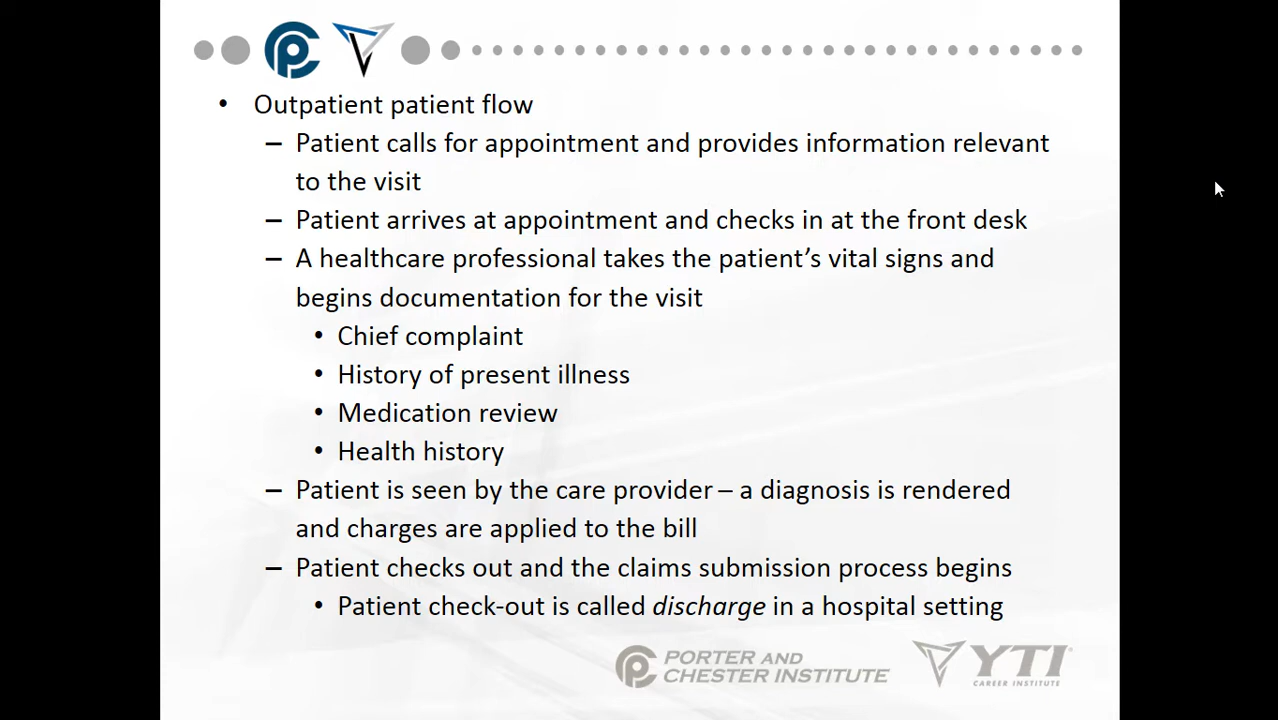 • Outpatient patient flow
– Patient calls for appointment and provides information relevant
to the visit
– Patient arrives at appointment and checks in at the front desk
– A healthcare professional takes the patient’s vital signs and
begins documentation for the visit
• Chief complaint
• History of present illness
• Medication review
• Health history
– Patient is seen by the care provider – a diagnosis is rendered
and charges are applied to the bill
– Patient checks out and the claims submission process begins
• Patient check-out is called discharge in a hospital setting
PORTER AND
CHESTER INSTITUTE
YTI
CAREER INSTITUTE